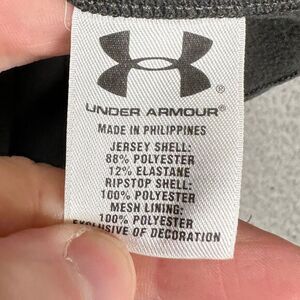 ®
UNDER ARMOUR®
MADE IN PHILIPPINES
JERSEY SHELL:
88% POLYESTER
12% ELASTANE
RIPSTOP SHELL:
100% POLYESTER
MESH LINING:
100% POLYESTER
EXCLUSIVE OF DECORATION